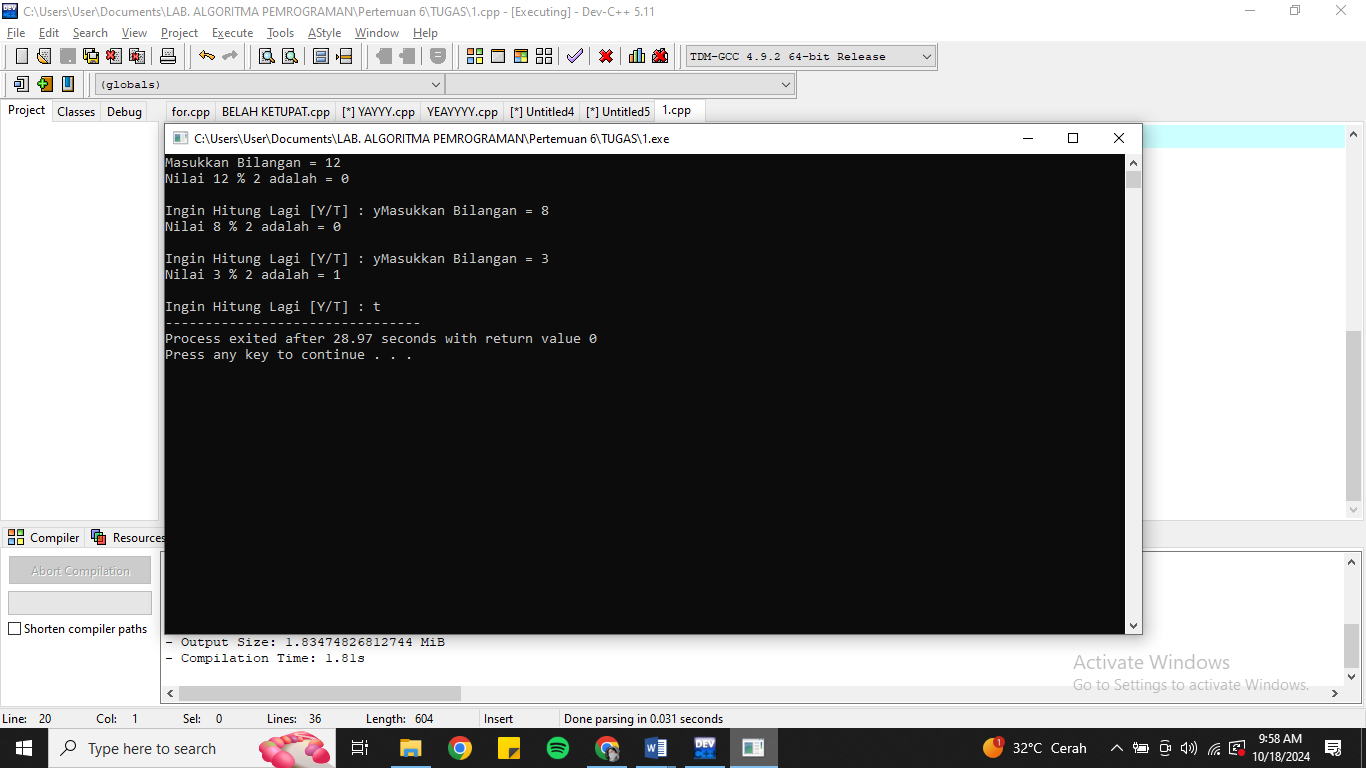 C:\Users\User\Documents\LAB. ALGORITMA PEMROGRAMAN\Pertemuan 6\TUGAS\1.cpp - [Executing] - Dev-C++ 5.11
File Edit Search View Project Execute Tools AStyle Window Help
TDM-GCC 4.9.2 64-bit Release
(globals)
Project Classes Debug for.cpp BELAH KETUPAT.cpp [*] YAYYY.cpp YEAYYYY.cpp [*] Untitled4 [*] Untitled5 1.cpp
C:\Users\User\Documents\LAB. ALGORITMA PEMROGRAMAN\Pertemuan 6\TUGAS\1.exe
Masukkan Bilangan = 12
Nilai 12 % 2 adalah = 0
Ingin Hitung Lagi [Y/T] : yMasukkan Bilangan = 8
Nilai 8 % 2 adalah = 0
Ingin Hitung Lagi [Y/T] : yMasukkan Bilangan = 3
Nilai 3 % 2 adalah = 1
Ingin Hitung Lagi [Y/T] : t
--------------------------------
Process exited after 28.97 seconds with return value 0
Press any key to continue . . .
Compiler Resources
Abort Compilation
Shorten compiler paths
- Output Size: 1.83474826812744 MiB
- Compilation Time: 1.81s
Activate Windows
Go to Settings to activate Windows.
Line: 20 Col: 1 Sel: 0 Lines: 36 Length: 604 Insert Done parsing in 0.031 seconds
Type here to search
DEV
1
32°C Cerah
9:58 AM
10/18/2024